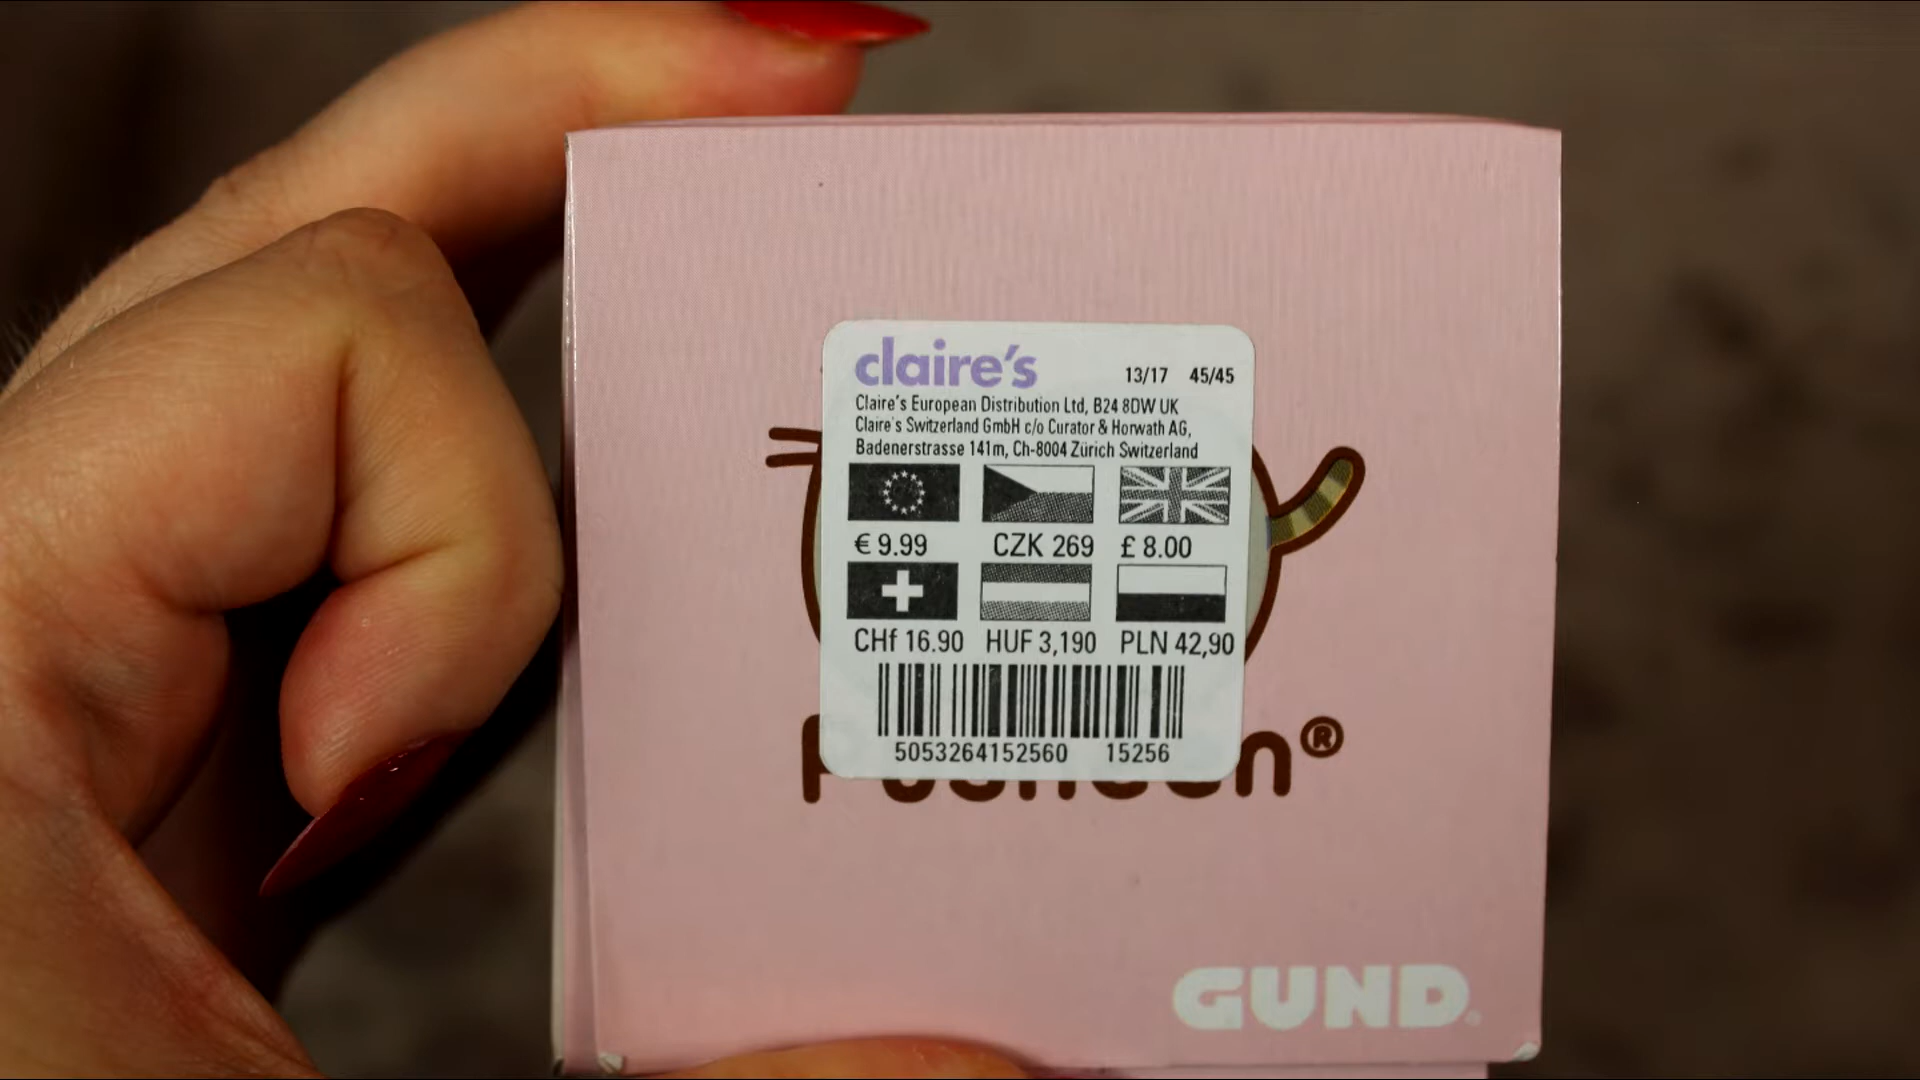 claire's 13/17 45/45
Claire's European Distribution Ltd, B24 8DW UK
Claire's Switzerland GmbH c/o Curator & Horwath AG,
Badenerstrasse 141m, Ch-8004 Zürich Switzerland
€ 9.99 CZK 269 £ 8.00
CHf 16.90 HUF 3,190 PLN 42,90
5053264152560 15256
Pusheen®
GUND®